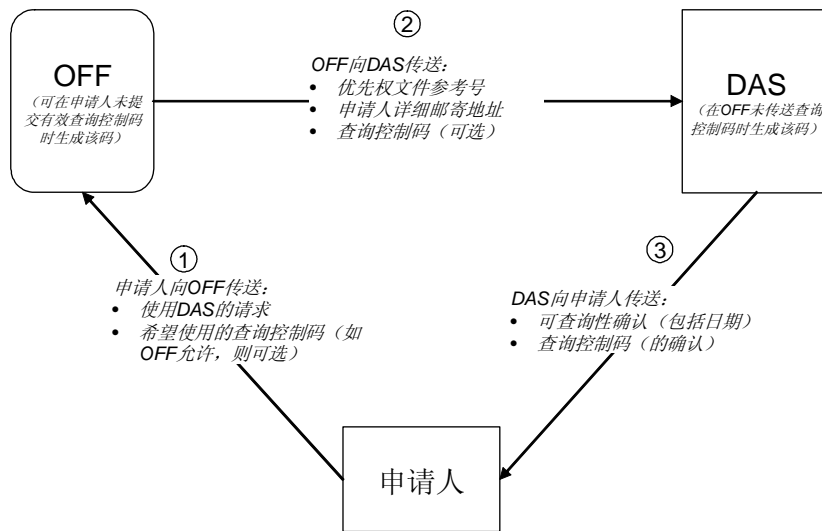 ②
OFF向DAS传送：
• 优先权文件参考号
• 申请人详细邮寄地址
• 查询控制码（可选）
OFF
（可在申请人未提
交有效查询控制码
时生成该码）
DAS
（在OFF未传送查询
控制码时生成该码）
①
申请人向OFF传送：
• 使用DAS的请求
• 希望使用的查询控制码（如
OFF允许，则可选）
③
DAS向申请人传送：
• 可查询性确认（包括日期）
• 查询控制码（的确认）
申请人